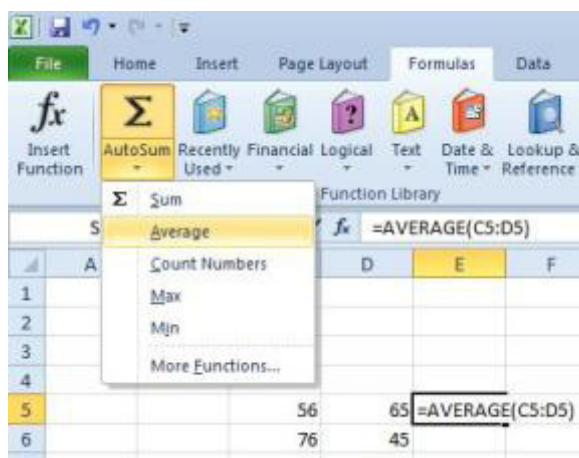 File Home Insert Page Layout Formulas Data
fx Σ ? A
Insert Function AutoSum Recently Used Financial Logical Text Date & Time Lookup & Reference
Function Library
Σ Sum
Average
Count Numbers
Max
Min
More Functions...
S fx =AVERAGE(C5:D5)
A D E F
1
2
3
4
5 56 65 =AVERAGE(C5:D5)
6 76 45